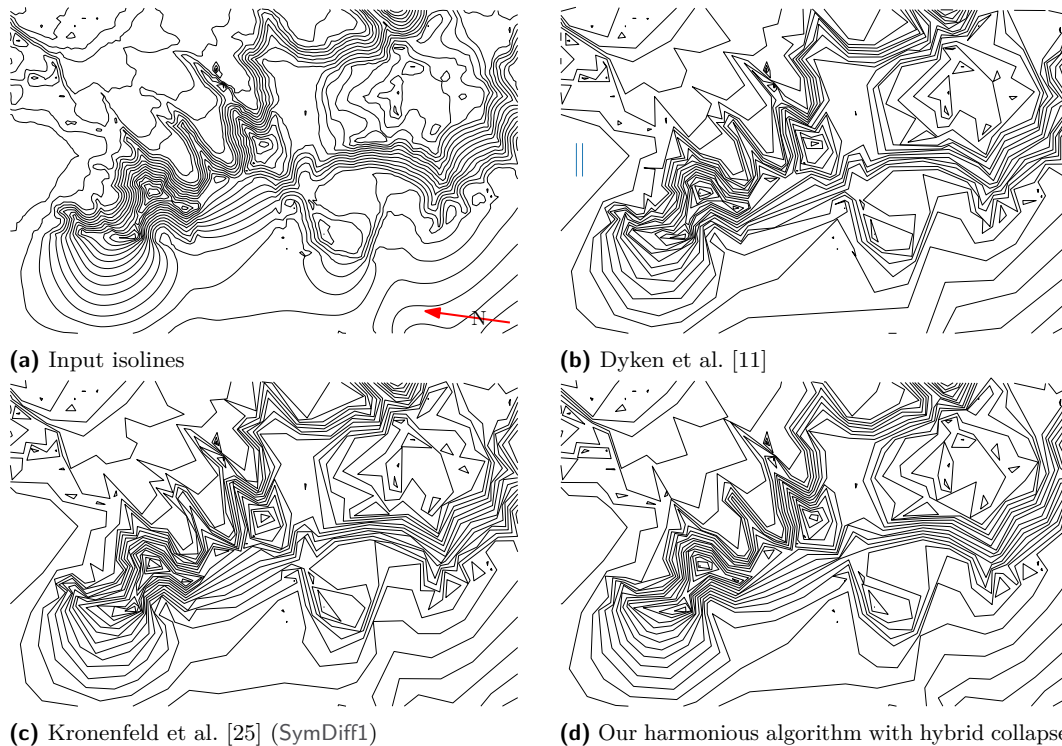 N
(a) Input isolines
(b) Dyken et al. [11]
(c) Kronenfeld et al. [25] (SymDiff1)
(d) Our harmonious algorithm with hybrid collapse